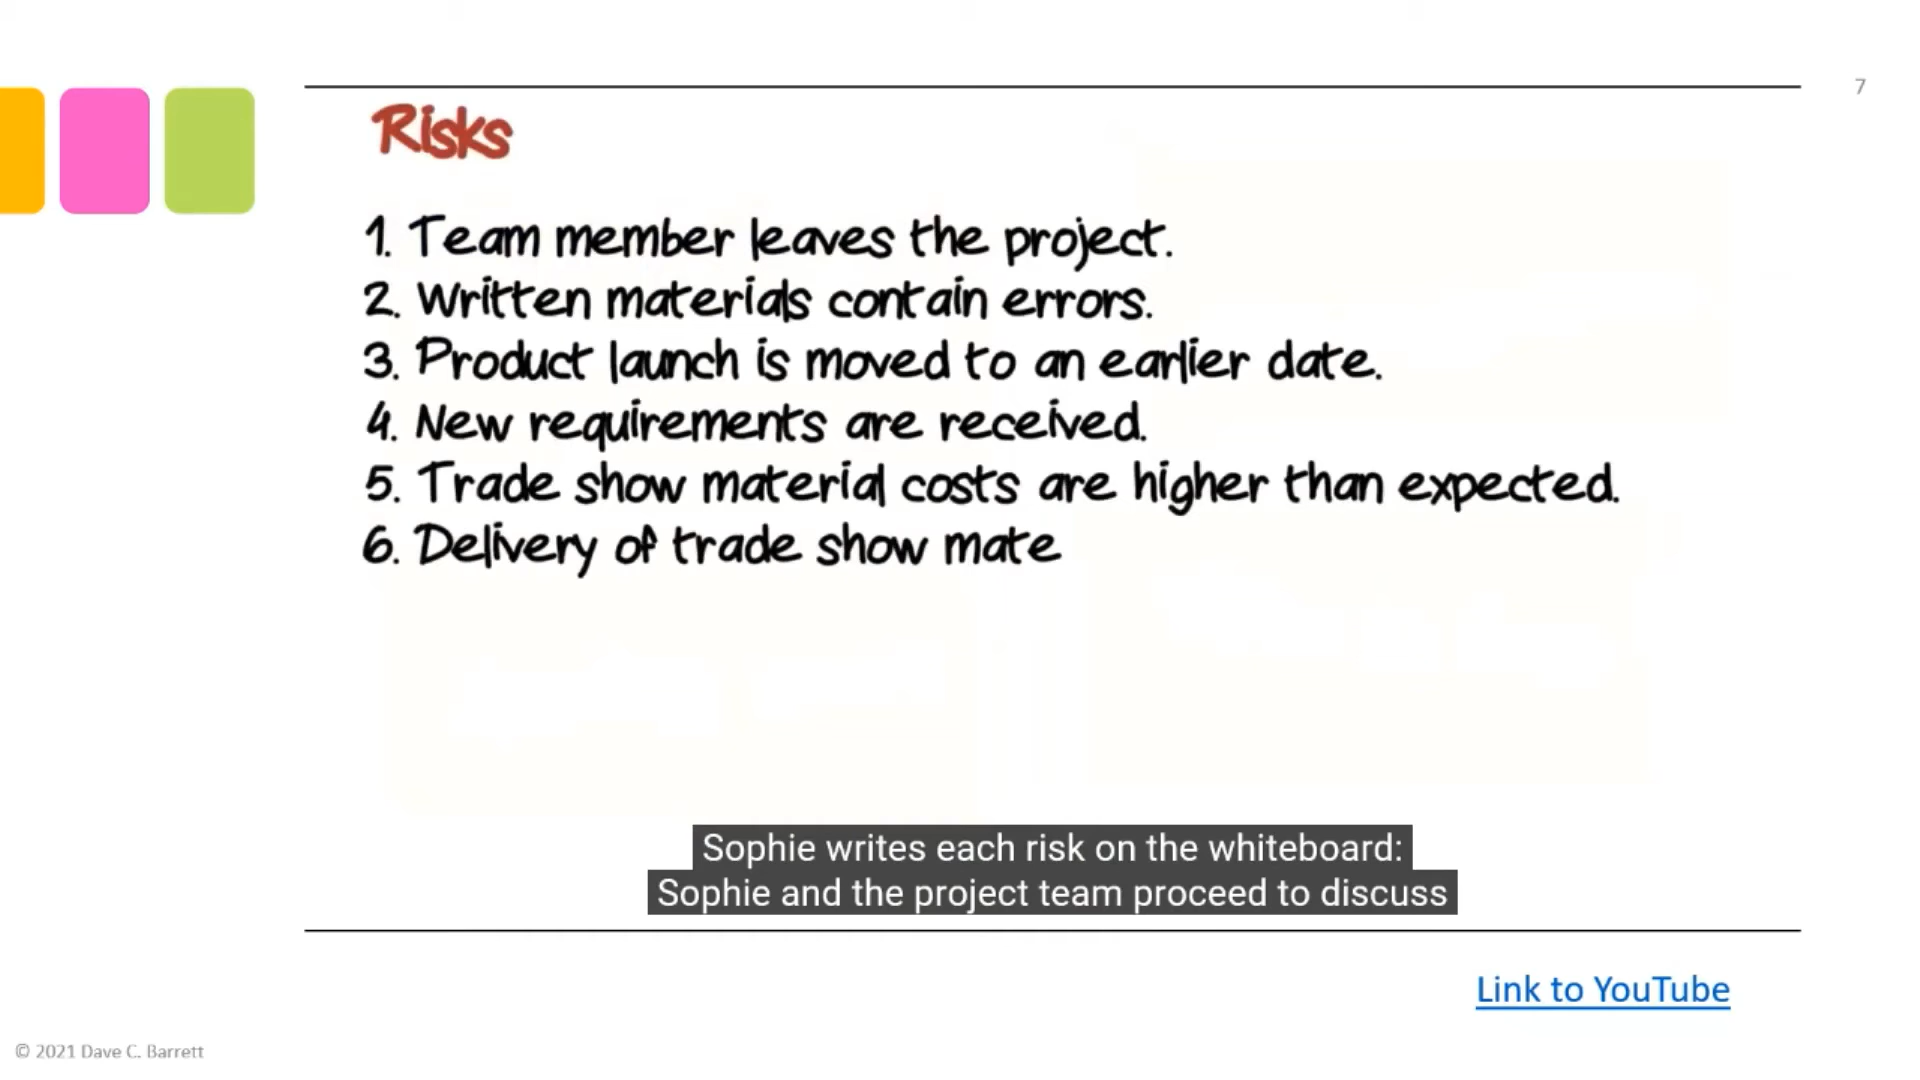 7
Risks
1. Team member leaves the project.
2. Written materials contain errors.
3. Product launch is moved to an earlier date.
4. New requirements are received.
5. Trade show material costs are higher than expected.
6. Delivery of trade show mate
Sophie writes each risk on the whiteboard:
Sophie and the project team proceed to discuss
Link to YouTube
© 2021 Dave C. Barrett